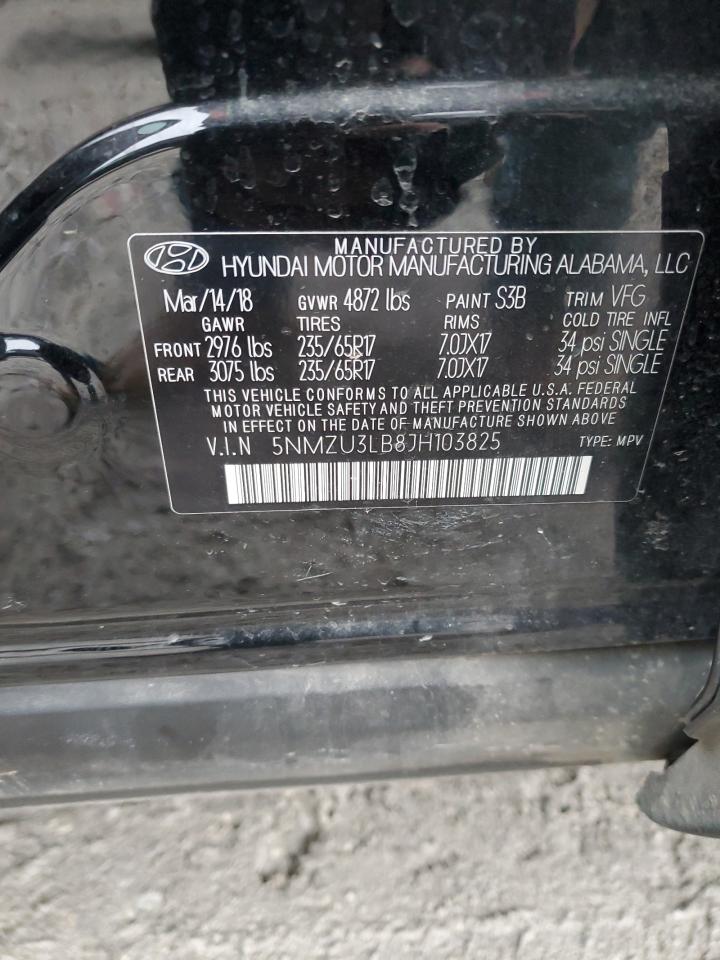 MANUFACTURED BY
HYUNDAI MOTOR MANUFACTURING ALABAMA, LLC
Mar/14/18 GVWR 4872 lbs PAINT S3B TRIM VFG
GAWR TIRES RIMS COLD TIRE INFL
FRONT 2976 lbs 235/65R17 7.0JX17 34 psi SINGLE
REAR 3075 lbs 235/65R17 7.0JX17 34 psi SINGLE
THIS VEHICLE CONFORMS TO ALL APPLICABLE U.S.A. FEDERAL
MOTOR VEHICLE SAFETY AND THEFT PREVENTION STANDARDS
IN EFFECT ON THE DATE OF MANUFACTURE SHOWN ABOVE.
V.I.N 5NMZU3LB8JH103825 TYPE: MPV